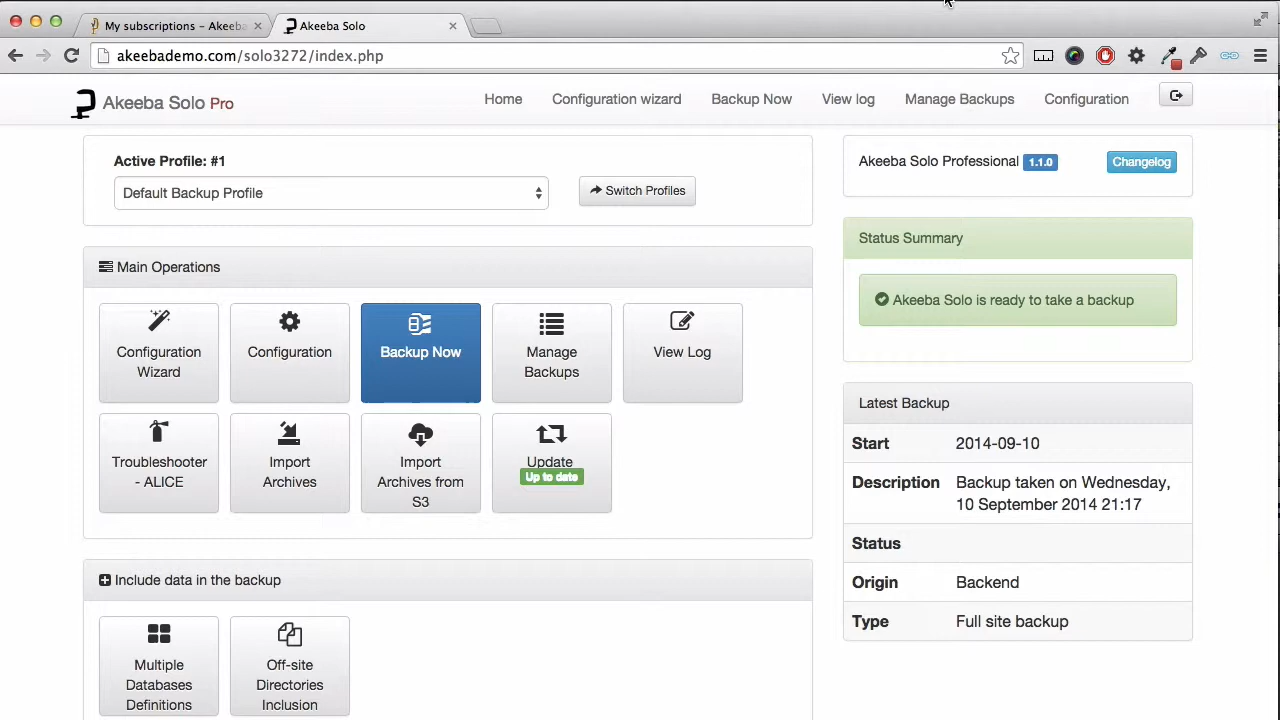 My subscriptions – Akeeba
Akeeba Solo
akeebademo.com/solo3272/index.php
Akeeba Solo Pro
Home
Configuration wizard
Backup Now
View log
Manage Backups
Configuration
Active Profile: #1
Default Backup Profile
Switch Profiles
Main Operations
Configuration
Wizard
Configuration
Backup Now
Manage
Backups
View Log
Troubleshooter
- ALICE
Import
Archives
Import
Archives from
S3
Update
Up to date
Include data in the backup
Multiple
Databases
Definitions
Off-site
Directories
Inclusion
Akeeba Solo Professional 1.1.0
Changelog
Status Summary
Akeeba Solo is ready to take a backup
Latest Backup
Start 2014-09-10
Description Backup taken on Wednesday,
10 September 2014 21:17
Status
Origin Backend
Type Full site backup